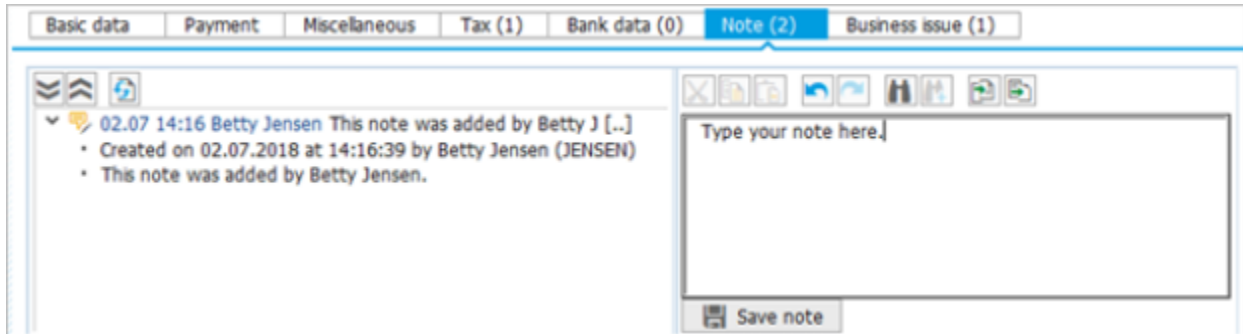 Basic data Payment Miscellaneous Tax (1) Bank data (0) Note (2) Business issue (1)
02.07 14:16 Betty Jensen This note was added by Betty J [..]
Created on 02.07.2018 at 14:16:39 by Betty Jensen (JENSEN)
This note was added by Betty Jensen.
Type your note here.
Save note